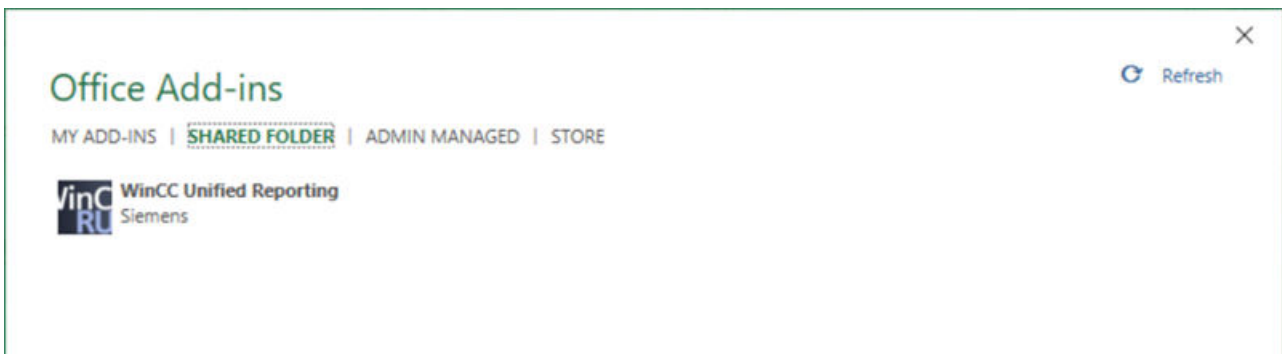 Office Add-ins
Refresh
MY ADD-INS | SHARED FOLDER | ADMIN MANAGED | STORE
WinCC Unified Reporting
Siemens